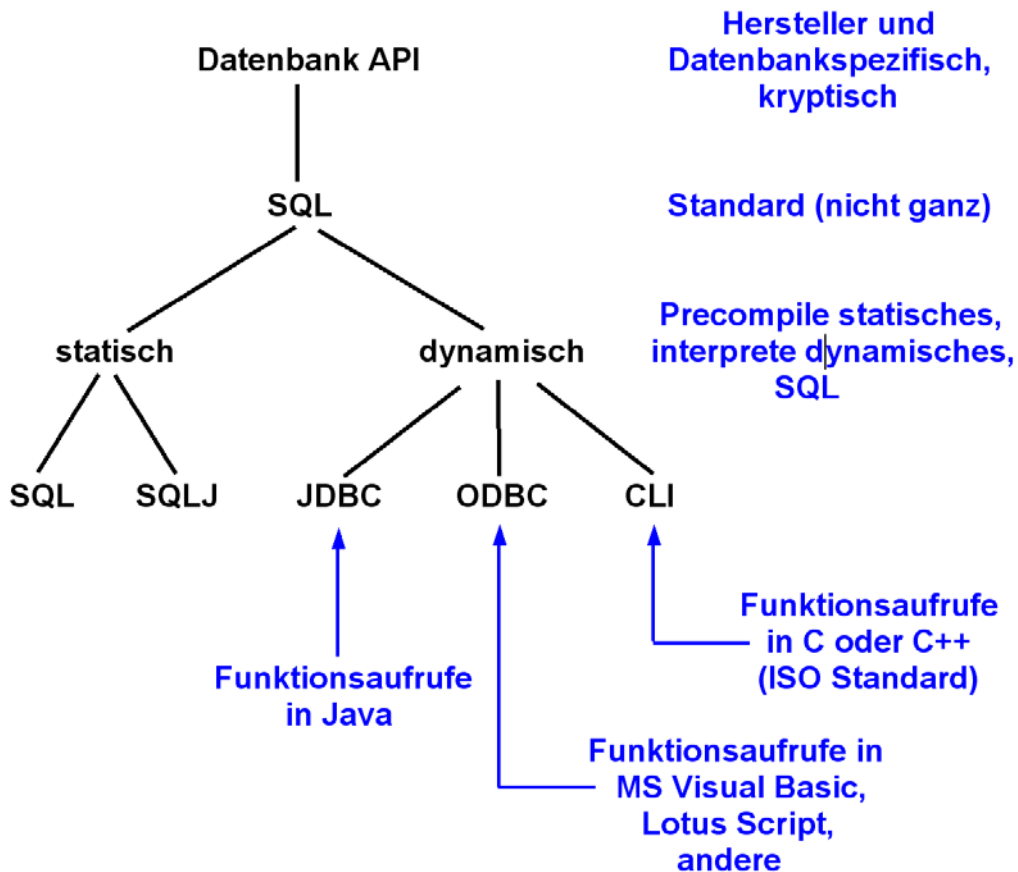 Datenbank API
Hersteller und
Datenbankspezifisch,
kryptisch
SQL
Standard (nicht ganz)
statisch
dynamisch
Precompile statisches,
interprete dynamisches,
SQL
SQL
SQLJ
JDBC
ODBC
CLI
Funktionsaufrufe
in Java
Funktionsaufrufe
in C oder C++
(ISO Standard)
Funktionsaufrufe in
MS Visual Basic,
Lotus Script,
andere